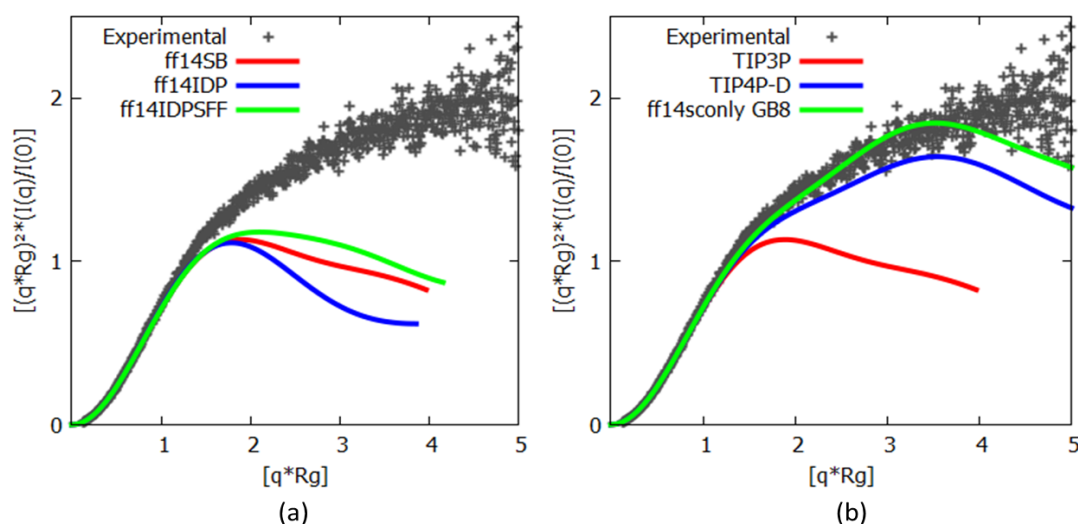 Experimental
ff14SB
ff14IDP
ff14IDPSFF
2
1
0
1 2 3 4 5
[(q*Rg)²*(I(q)/I(0)]
[q*Rg]
(a)
Experimental
TIP3P
TIP4P-D
ff14sconly GB8
2
1
0
1 2 3 4 5
[(q*Rg)²*(I(q)/I(0)]
[q*Rg]
(b)